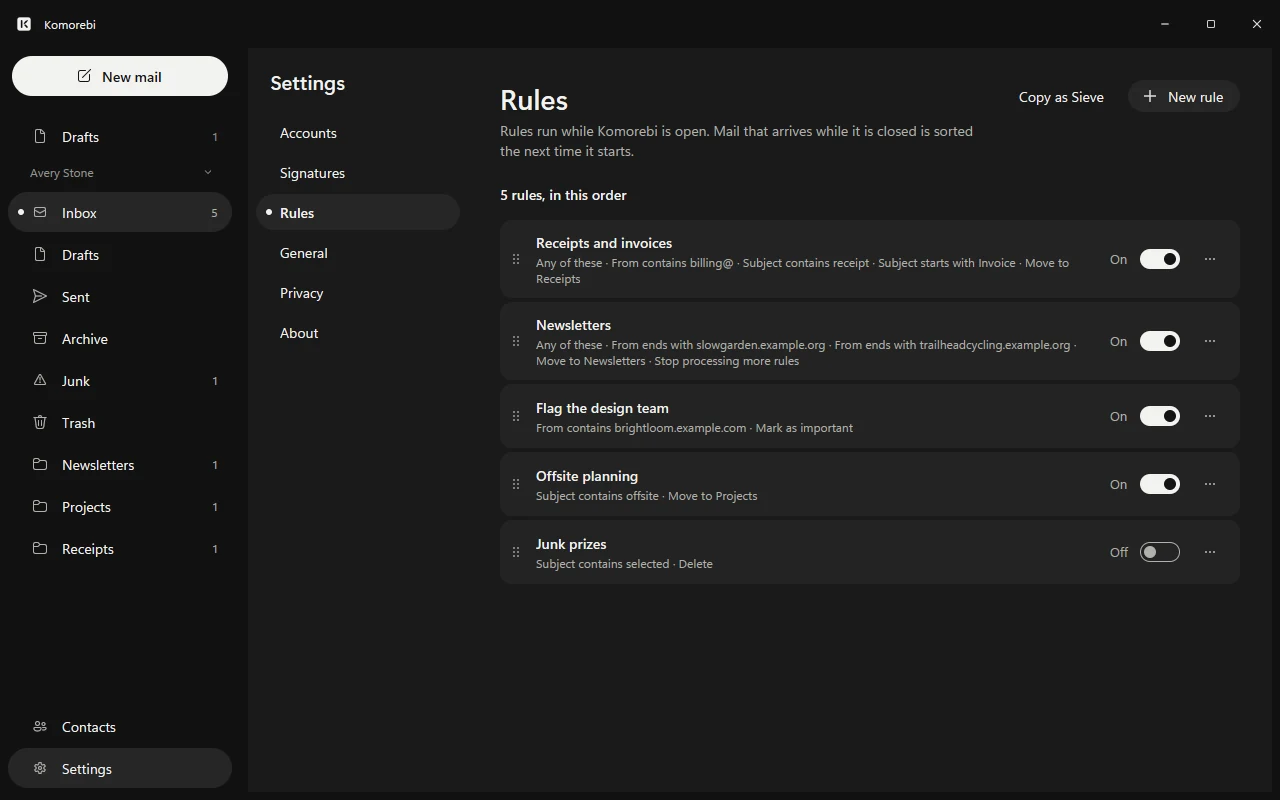 Komorebi
New mail
Drafts 1
Avery Stone
Inbox 5
Drafts
Sent
Archive
Junk 1
Trash
Newsletters 1
Projects 1
Receipts 1
Contacts
Settings
Settings
Accounts
Signatures
Rules
General
Privacy
About
Rules
Copy as Sieve
New rule
Rules run while Komorebi is open. Mail that arrives while it is closed is sorted
the next time it starts.
5 rules, in this order
Receipts and invoices
Any of these · From contains billing@ · Subject contains receipt · Subject starts with Invoice · Move to
Receipts
On
Newsletters
Any of these · From ends with slowgarden.example.org · From ends with trailheadcycling.example.org ·
Move to Newsletters · Stop processing more rules
On
Flag the design team
From contains brightloom.example.com · Mark as important
On
Offsite planning
Subject contains offsite · Move to Projects
On
Junk prizes
Subject contains selected · Delete
Off